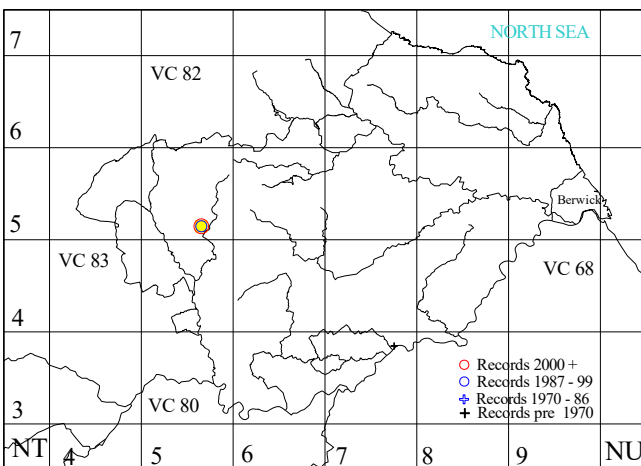 7
NORTH SEA
VC 82
6
Berwick
5
VC 83
VC 68
4
Records 2000 +
Records 1987 - 99
Records 1970 - 86
VC 80
Records pre 1970
3
NT 4 5 6 7 8 9 NU